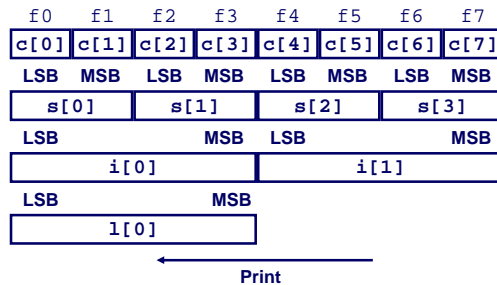 f0 f1 f2 f3 f4 f5 f6 f7
c[0] c[1] c[2] c[3] c[4] c[5] c[6] c[7]
LSB MSB LSB MSB LSB MSB LSB MSB
s[0] s[1] s[2] s[3]
LSB MSB LSB MSB
i[0] i[1]
LSB MSB
l[0]
Print